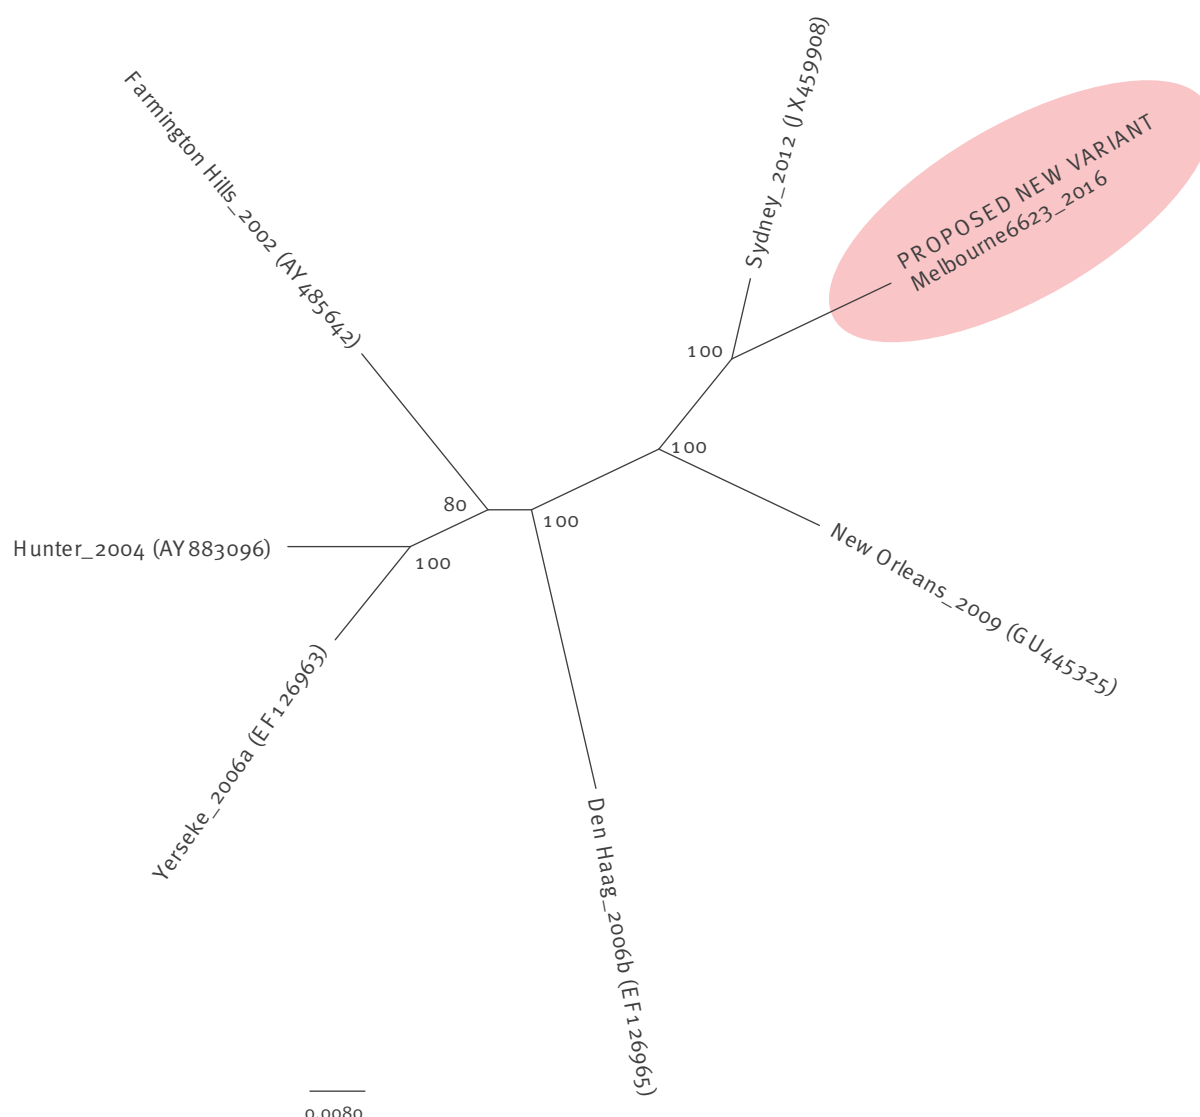 Farmington Hills_2002 (AY485642)
Sydney_2012 (JX459908)
PROPOSED NEW VARIANT
Melbourne6623_2016
100
100
80
100
New Orleans_2009 (GU445325)
Hunter_2004 (AY883096)
100
Yerseke_2006a (EF126963)
Den Haag_2006b (EF126965)
0.0080